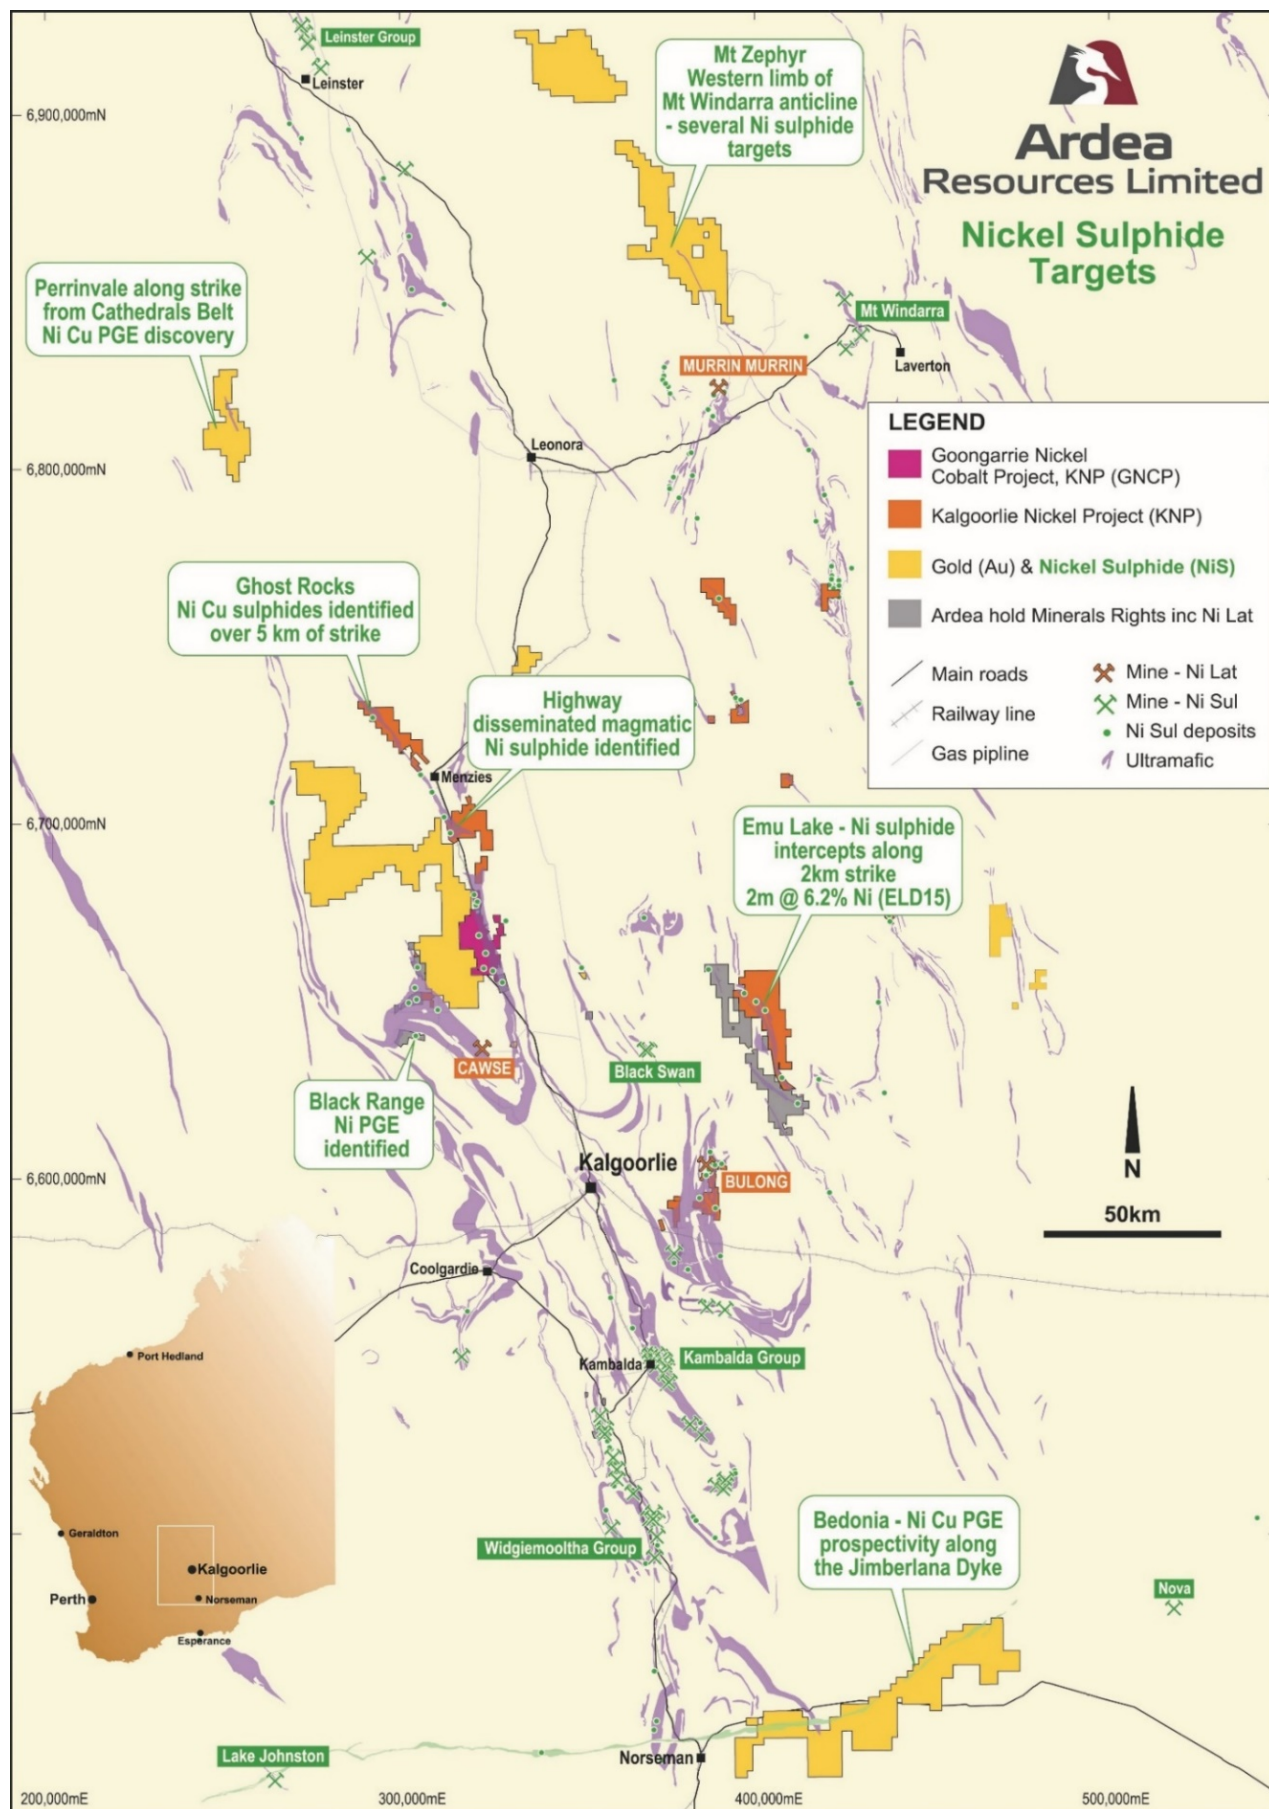 Leinster Group
Leinster
Mt Zephyr
Western limb of
Mt Windarra anticline
- several Ni sulphide
targets
Ardea
Resources Limited
Nickel Sulphide
Targets
6,900,000mN
Perrinvale along strike
from Cathedrals Belt
Ni Cu PGE discovery
Mt Windarra
Laverton
MURRIN MURRIN
Leonora
6,800,000mN
LEGEND
Goongarrie Nickel
Cobalt Project, KNP (GNCP)
Kalgoorlie Nickel Project (KNP)
Gold (Au) & Nickel Sulphide (NiS)
Ardea hold Minerals Rights inc Ni Lat
Main roads
Railway line
Gas pipline
Mine - Ni Lat
Mine - Ni Sul
Ni Sul deposits
Ultramafic
Ghost Rocks
Ni Cu sulphides identified
over 5 km of strike
Highway
disseminated magmatic
Ni sulphide identified
Menzies
6,700,000mN
Emu Lake - Ni sulphide
intercepts along
2km strike
2m @ 6.2% Ni (ELD15)
CAWSE
Black Swan
Black Range
Ni PGE
identified
Kalgoorlie
6,600,000mN
BULONG
N
50km
Coolgardie
Kambalda
Kambalda Group
Port Hedland
Geraldton
Kalgoorlie
Perth
Norseman
Esperance
Widgiemooltha Group
Bedonia - Ni Cu PGE
prospectivity along
the Jimberlana Dyke
Nova
Lake Johnston
Norseman
200,000mE
300,000mE
400,000mE
500,000mE